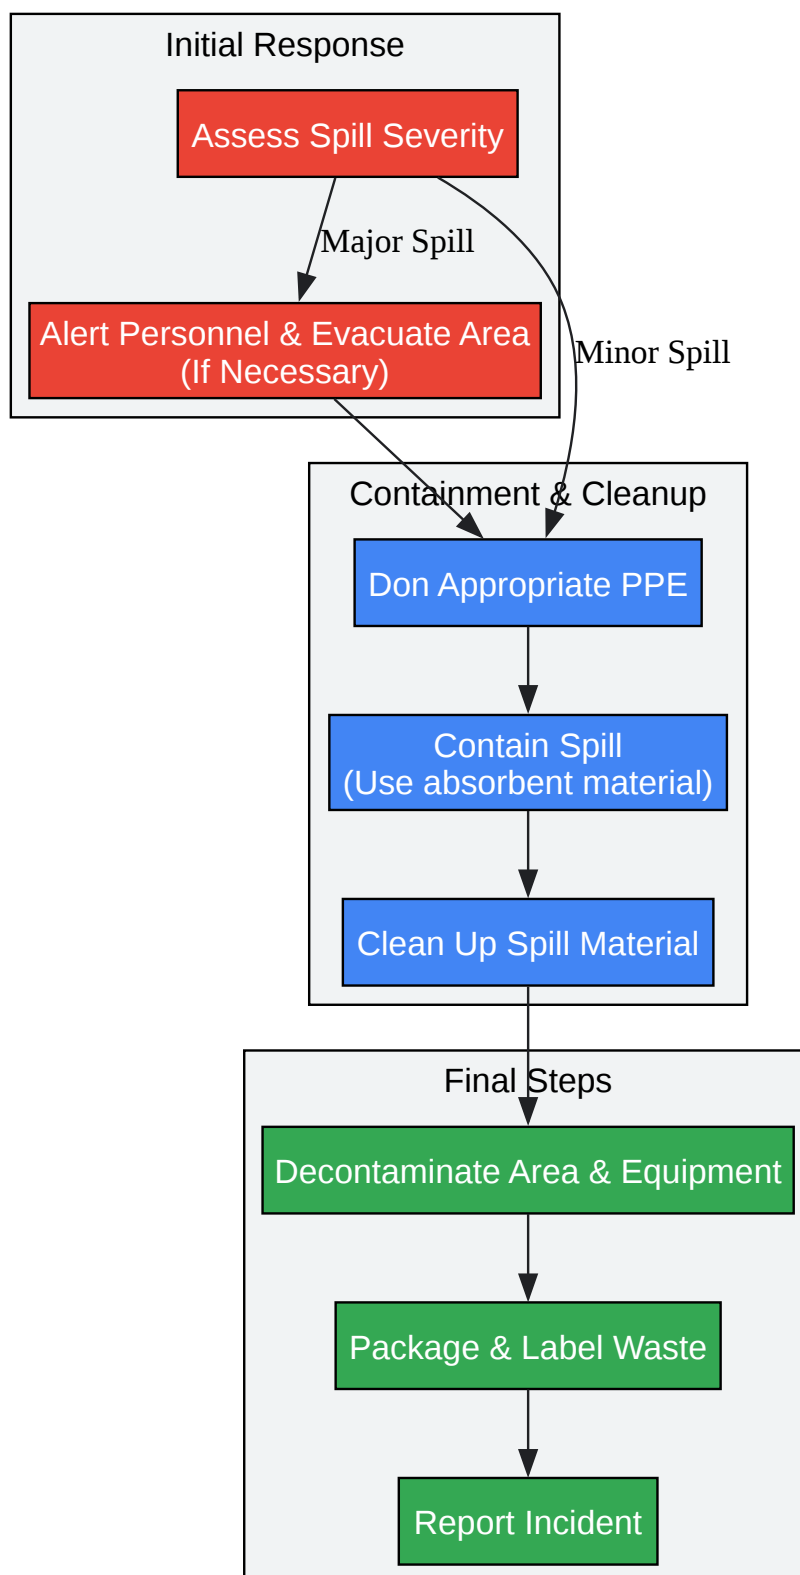 Initial Response
Assess Spill Severity
Major Spill
Alert Personnel & Evacuate Area
(If Necessary)
Minor Spill
Containment & Cleanup
Don Appropriate PPE
Contain Spill
(Use absorbent material)
Clean Up Spill Material
Final Steps
Decontaminate Area & Equipment
Package & Label Waste
Report Incident